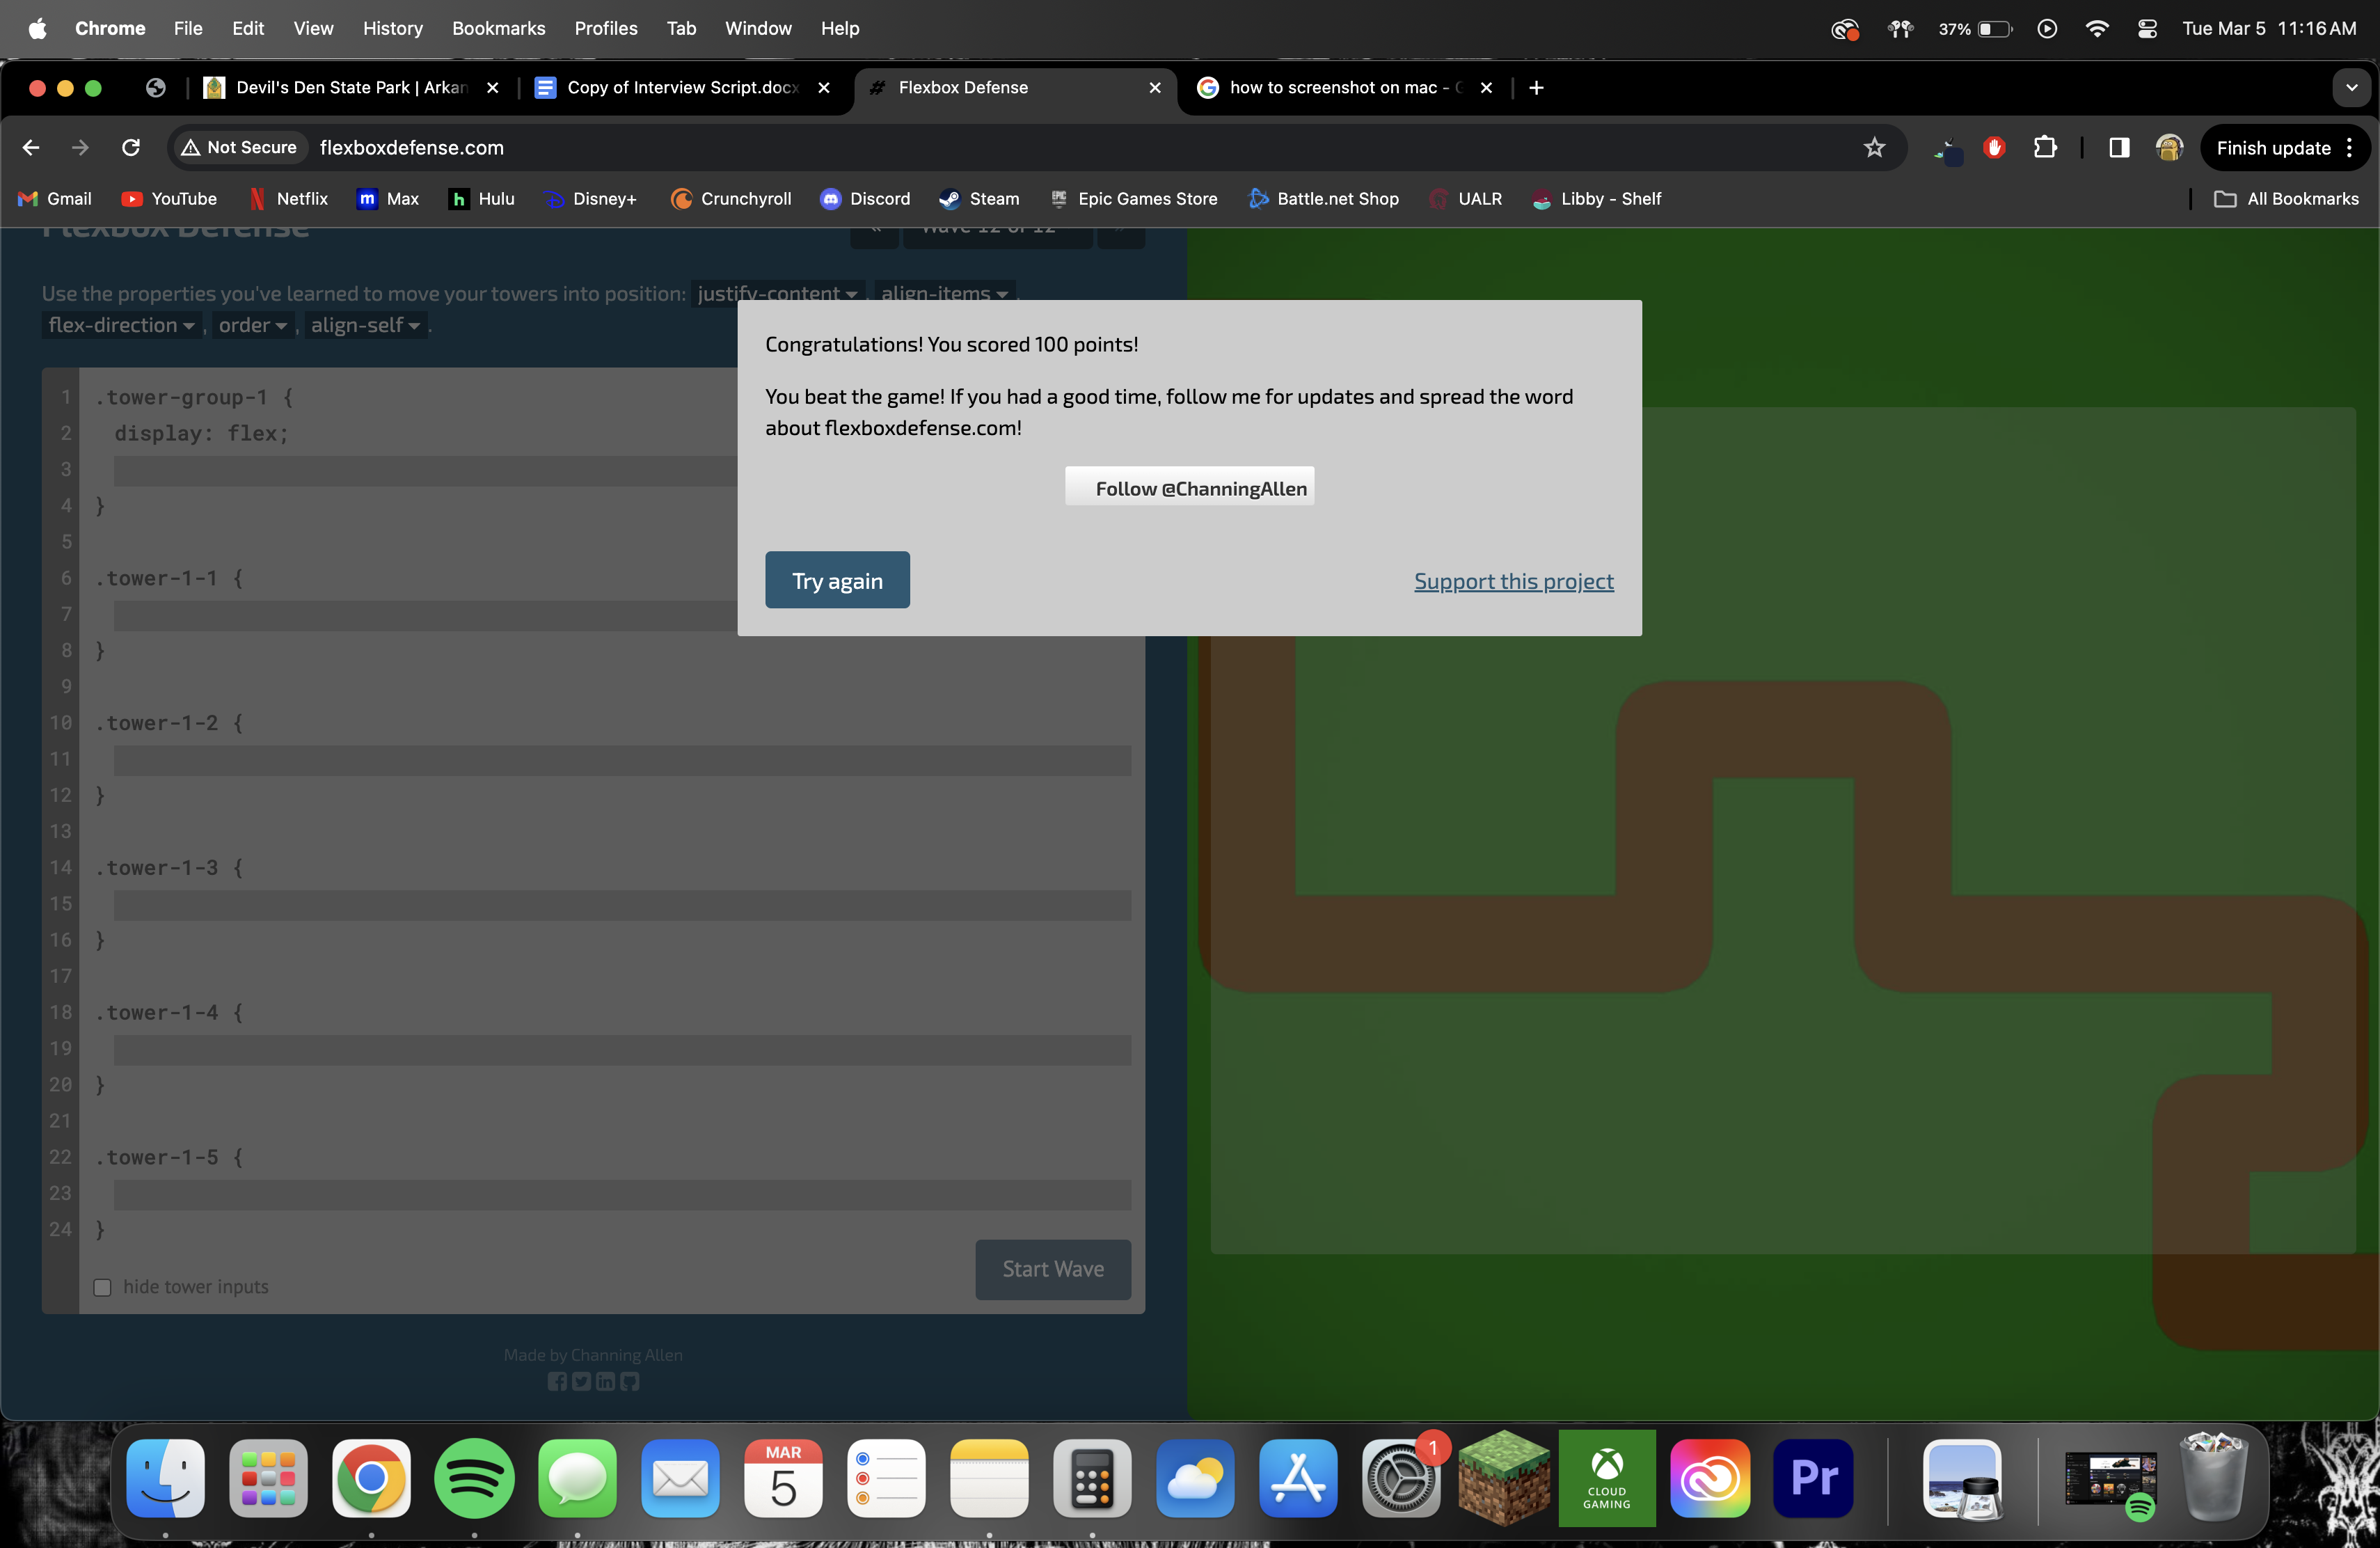 Chrome File Edit View History Bookmarks Profiles Tab Window Help 37% Tue Mar 5 11:16 AM
Devil's Den State Park | Arkan Copy of Interview Script.docx Flexbox Defense how to screenshot on mac - G
Not Secure flexboxdefense.com Finish update
Gmail YouTube Netflix Max Hulu Disney+ Crunchyroll Discord Steam Epic Games Store Battle.net Shop UALR Libby - Shelf All Bookmarks
Flexbox Defense « Wave 12 of 12 »
Use the properties you've learned to move your towers into position: justify-content, align-items,
flex-direction, order, align-self.
Congratulations! You scored 100 points!
You beat the game! If you had a good time, follow me for updates and spread the word
about flexboxdefense.com!
Follow @ChanningAllen
Try again Support this project
1 .tower-group-1 {
2 display: flex;
3
4 }
5
6 .tower-1-1 {
7
8 }
9
10 .tower-1-2 {
11
12 }
13
14 .tower-1-3 {
15
16 }
17
18 .tower-1-4 {
19
20 }
21
22 .tower-1-5 {
23
24 }
hide tower inputs Start Wave
Made by Channing Allen
MAR
5
1
CLOUD
GAMING
Pr